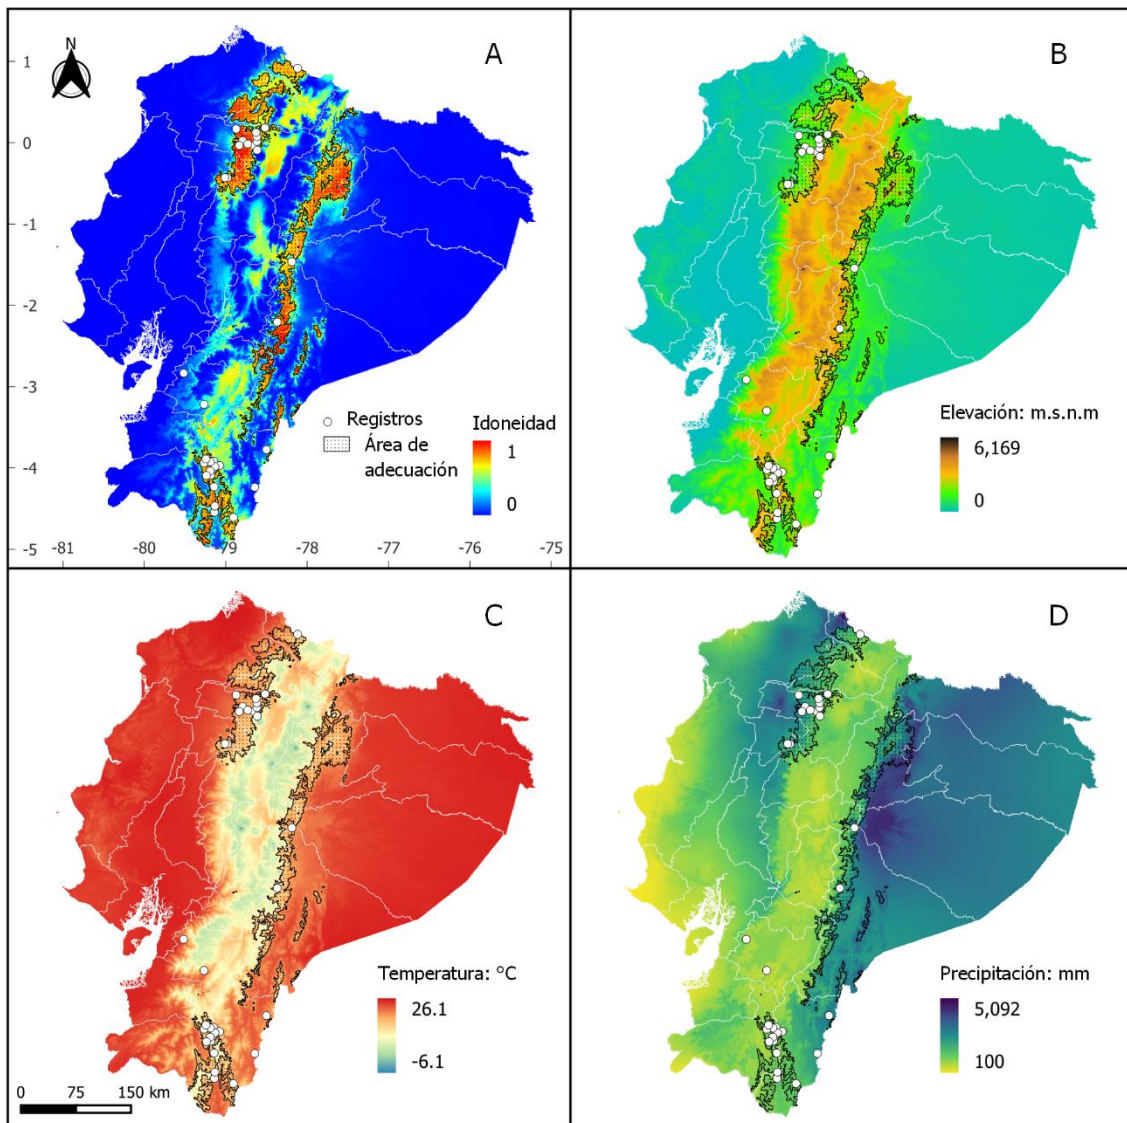 A
N
1
0
-1
-2
-3
-4
-5
-81
-80
-79
-78
-77
-76
-75
Registros
Área de
adecuación
Idoneidad
1
0
B
Elevación: m.s.n.m
6,169
0
C
Temperatura: °C
26.1
-6.1
0 75 150 km
D
Precipitación: mm
5,092
100